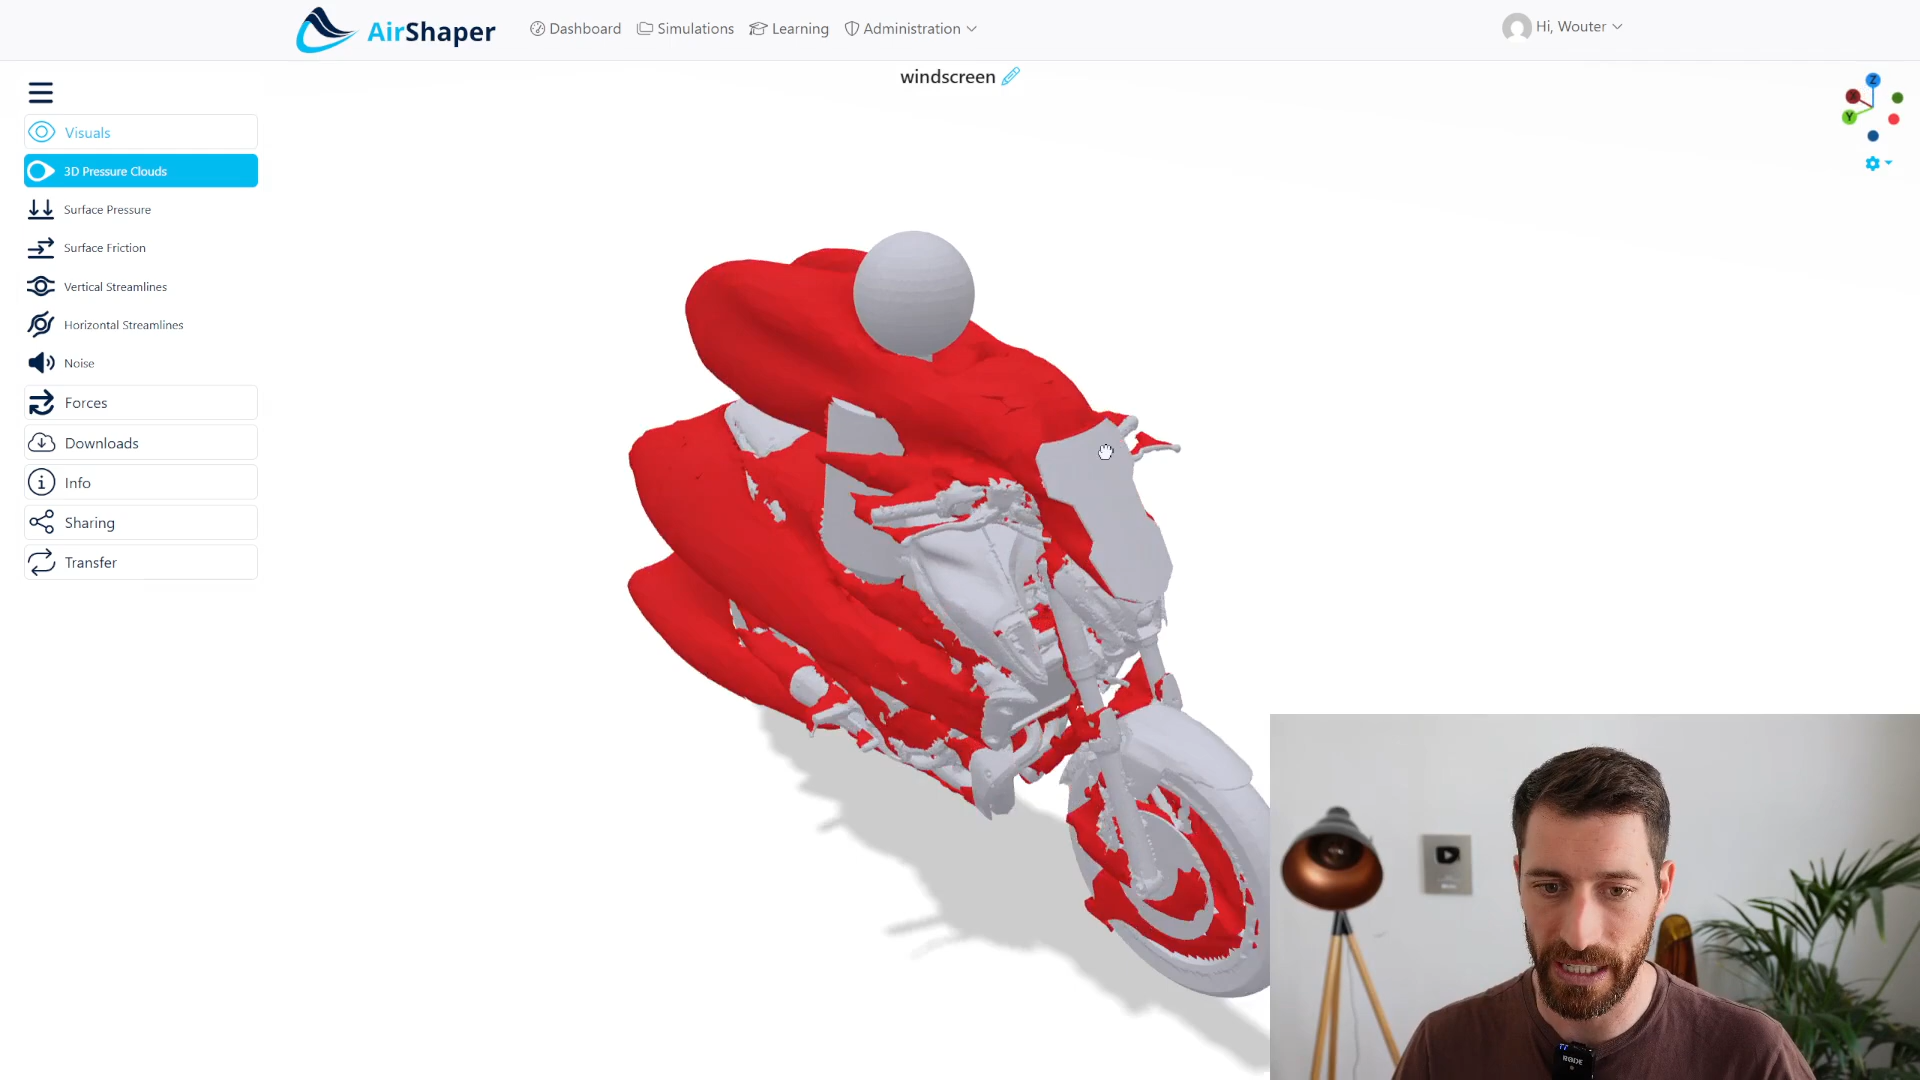 AirShaper
Dashboard
Simulations
Learning
Administration
Hi, Wouter
windscreen
Z
X
Y
Visuals
3D Pressure Clouds
Surface Pressure
Surface Friction
Vertical Streamlines
Horizontal Streamlines
Noise
Forces
Downloads
Info
Sharing
Transfer
RØDE